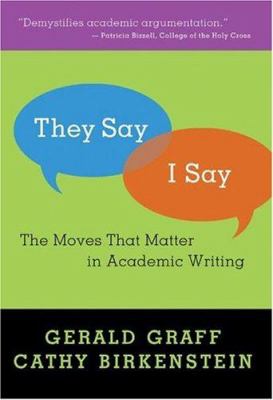 "Demystifies academic argumentation."
— Patricia Bizzell, College of the Holy Cross
They Say
I Say
The Moves That Matter
in Academic Writing
GERALD GRAFF
CATHY BIRKENSTEIN